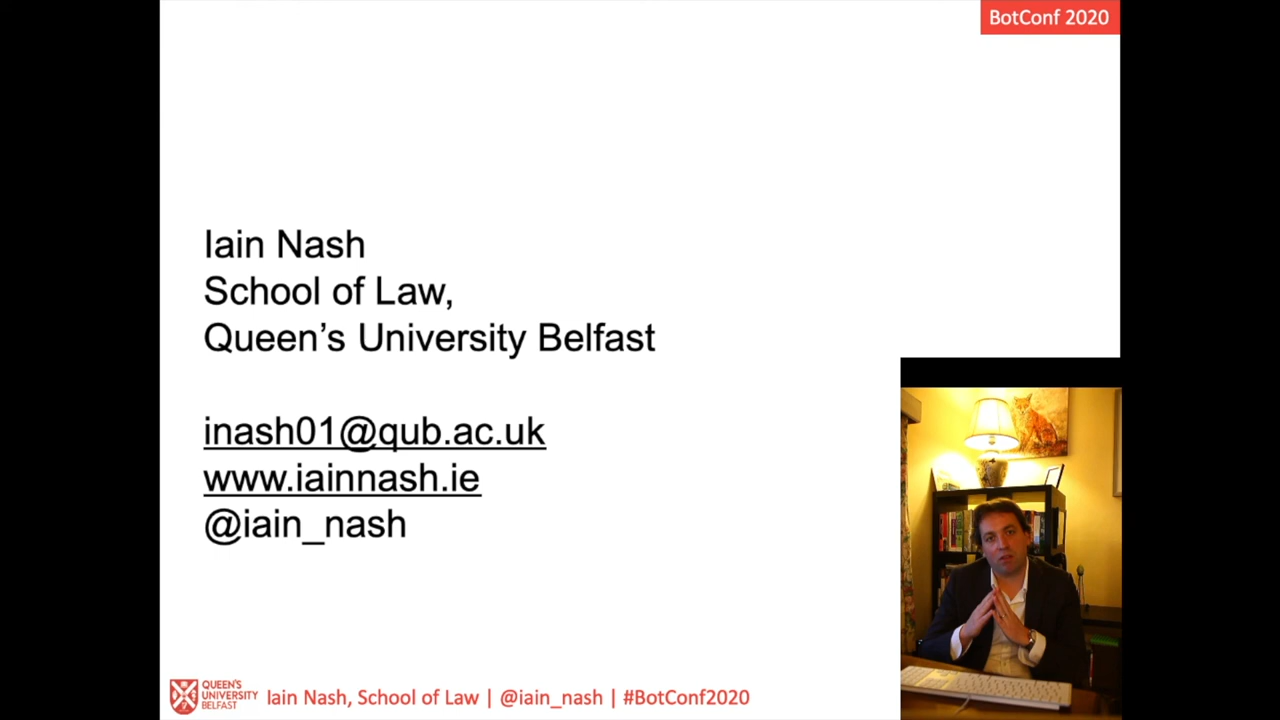 BotConf 2020
Iain Nash
School of Law,
Queen’s University Belfast
inash01@qub.ac.uk
www.iainnash.ie
@iain_nash
QUEEN'S
UNIVERSITY
BELFAST
Iain Nash, School of Law | @iain_nash | #BotConf2020